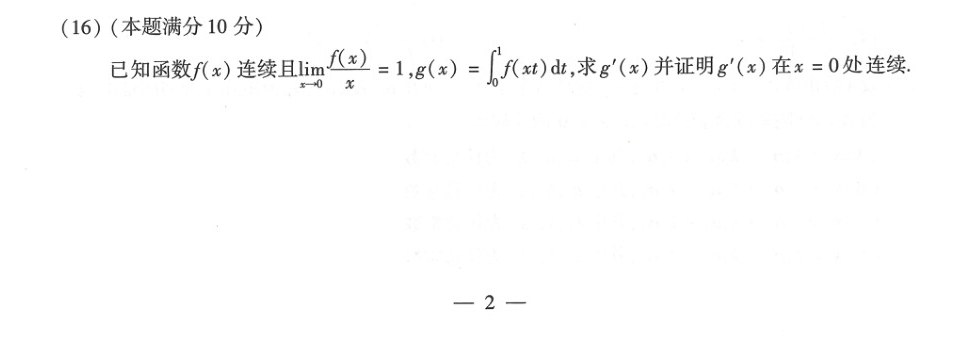 (16) (本题满分 10 分)
已知函数f(x)连续且lim_{x→0} f(x)/x = 1,g(x) = ∫_0^1 f(xt)dt,求g′(x)并证明g′(x)在x = 0处连续.
— 2 —